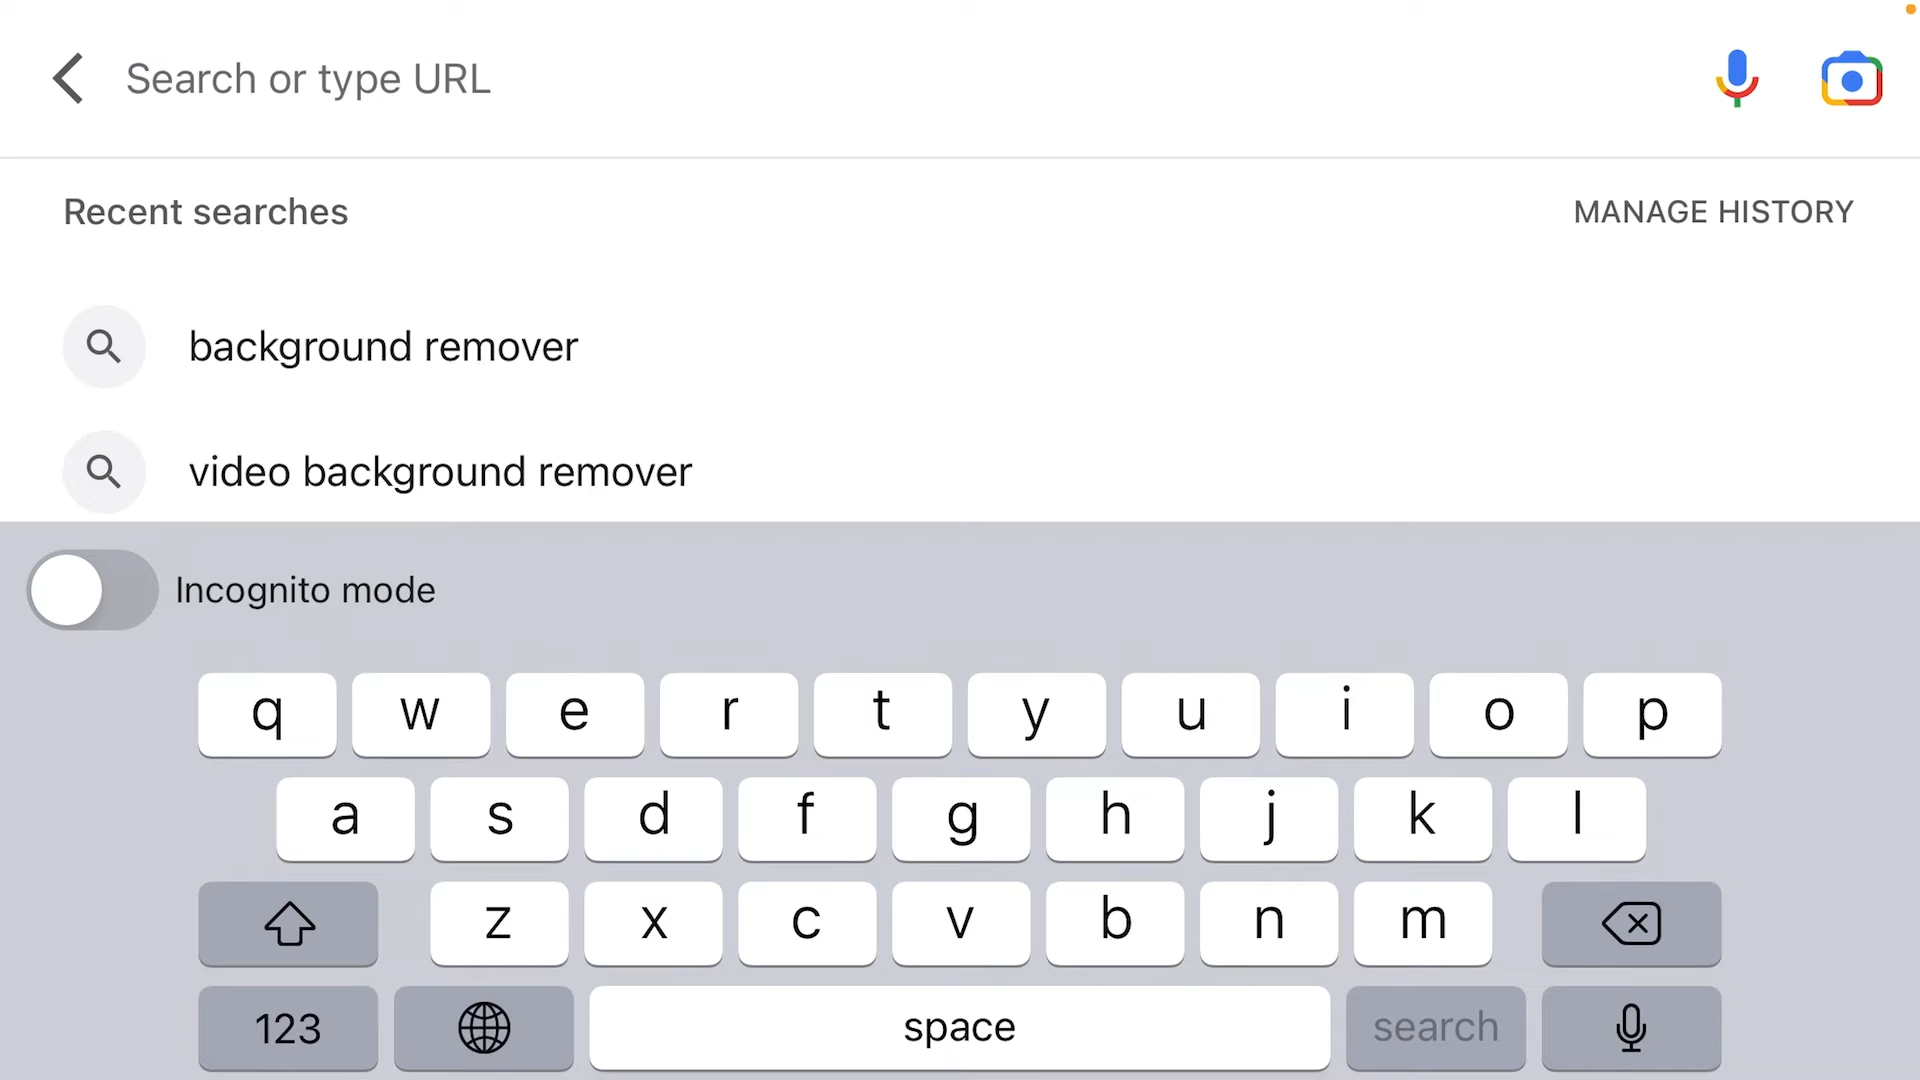 Search or type URL
Recent searches
MANAGE HISTORY
background remover
video background remover
Incognito mode
q w e r t y u i o p
a s d f g h j k l
z x c v b n m
123 space search